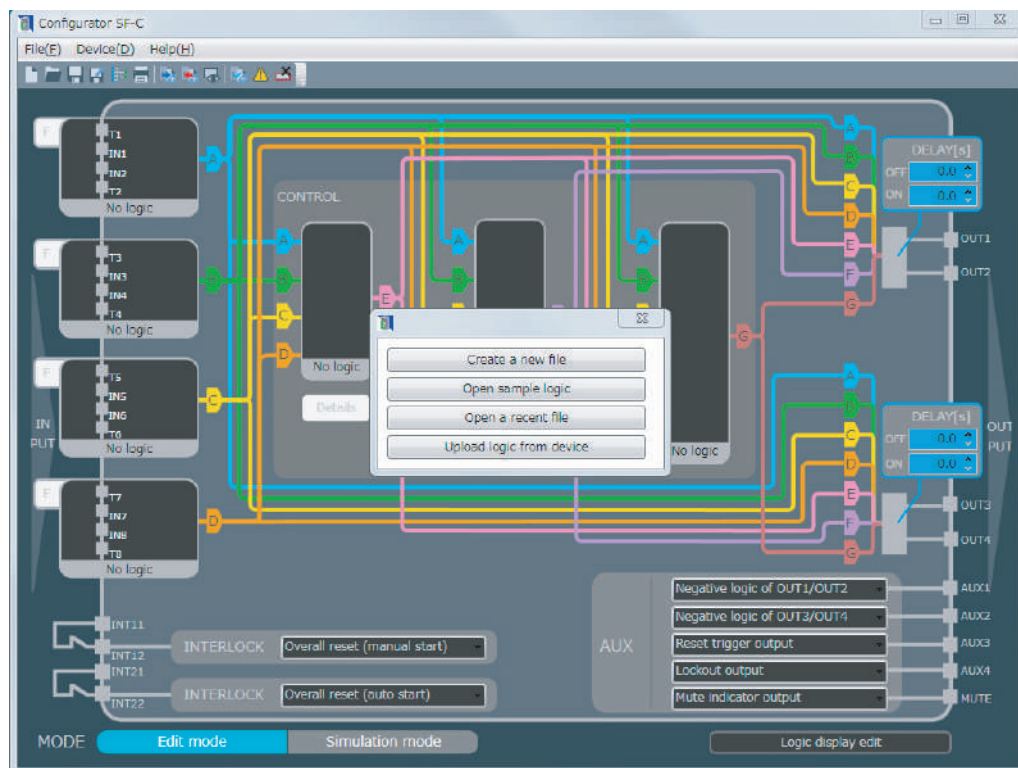 Configurator SF-C
File(F) Device(D) Help(H)
F
T1
IN1
IN2
T2
No logic
A
F
T3
IN3
IN4
T4
No logic
B
F
T5
IN5
IN6
T6
No logic
C
F
T7
IN7
IN8
T8
No logic
D
IN
PUT
CONTROL
A
B
C
D
No logic
Details
E
A
B
C
A
B
C
No logic
G
Create a new file
Open sample logic
Open a recent file
Upload logic from device
A
B
C
D
E
F
G
DELAY[s]
OFF 0.0
ON 0.0
OUT1
OUT2
A
B
C
D
E
F
G
DELAY[s]
OFF 0.0
ON 0.0
OUT
PUT
OUT3
OUT4
INT11
INT12
INTERLOCK Overall reset (manual start)
INT21
INT22
INTERLOCK Overall reset (auto start)
AUX
Negative logic of OUT1/OUT2 AUX1
Negative logic of OUT3/OUT4 AUX2
Reset trigger output AUX3
Lockout output AUX4
Mute indicator output MUTE
MODE Edit mode Simulation mode Logic display edit